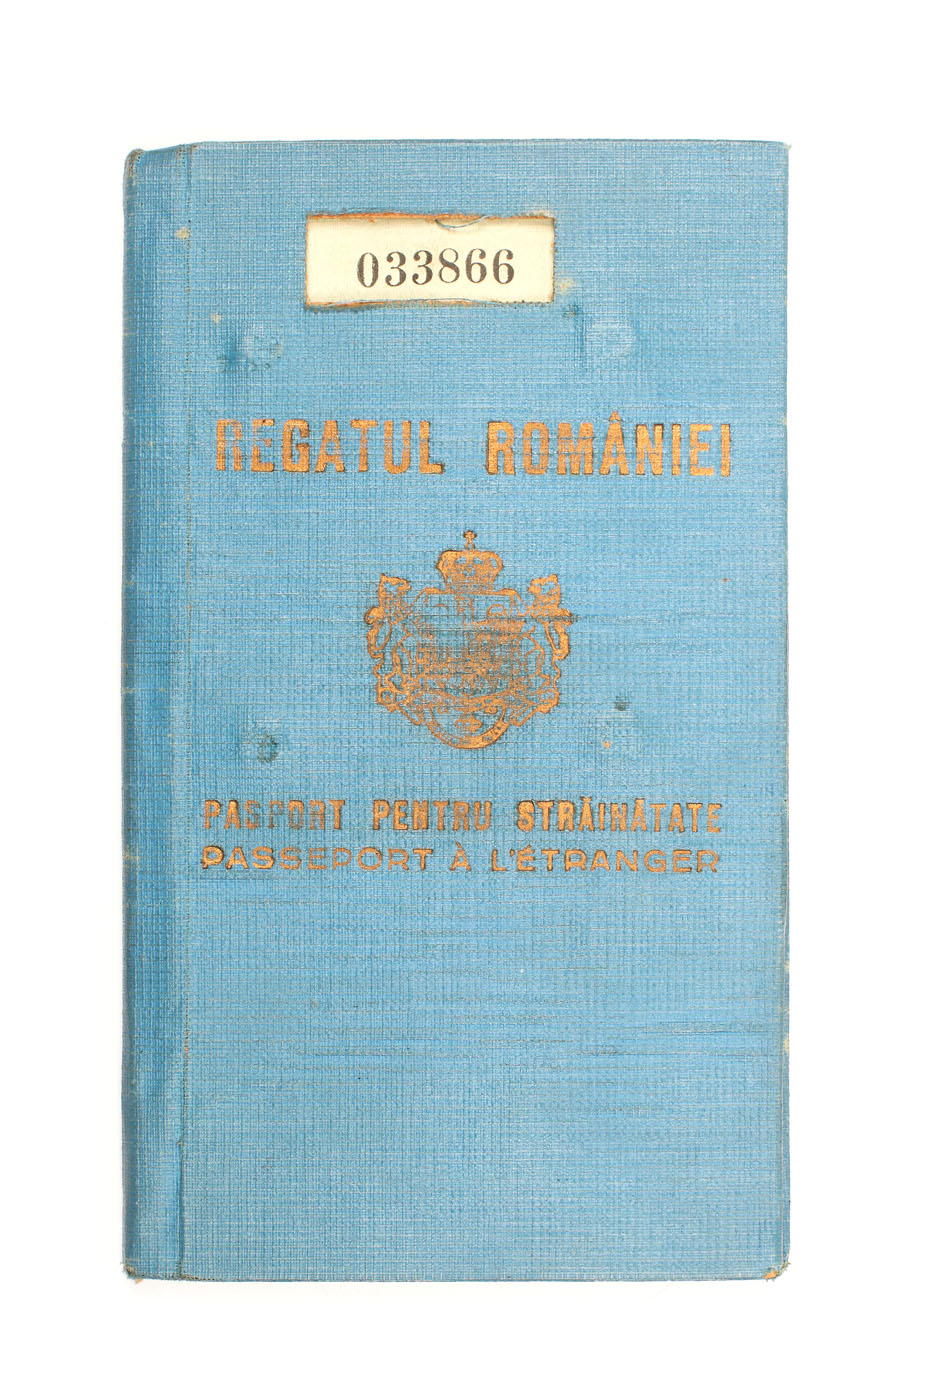 033866
REGATUL ROMÂNIEI
PASPORT PENTRU STRĂINĂTATE
PASSEPORT À L'ÉTRANGER